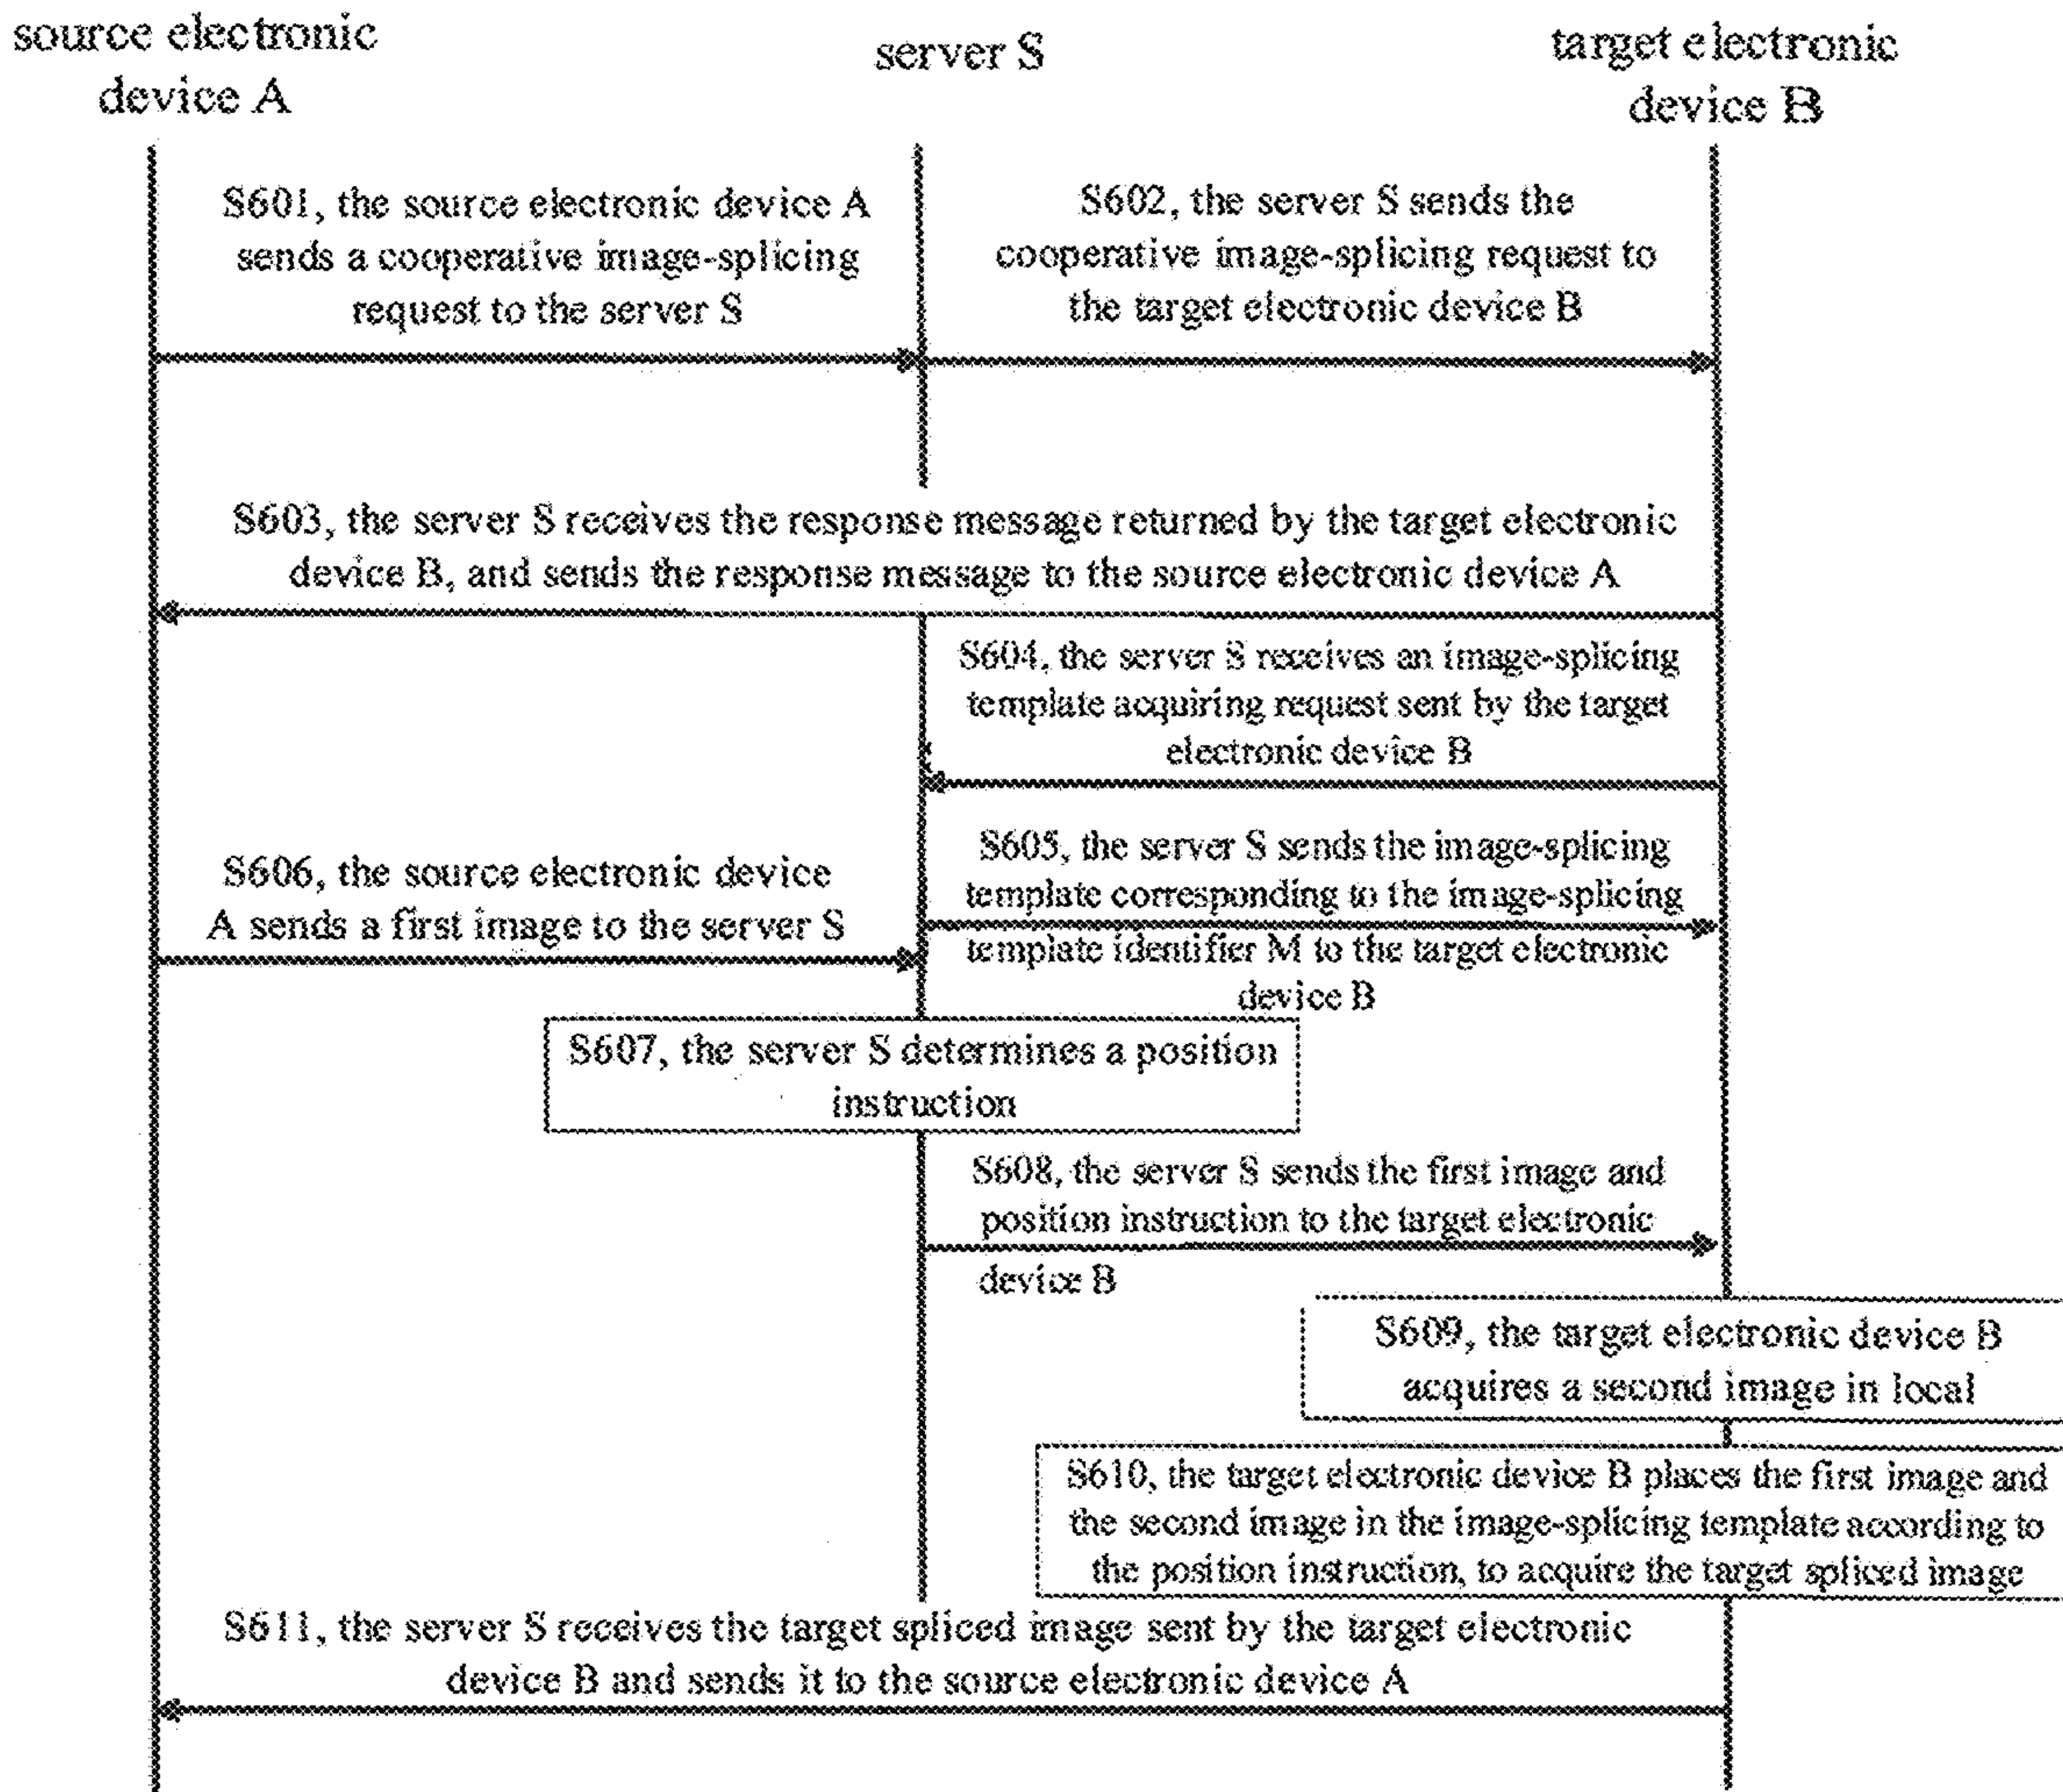 source electronic
device A
server S
target electronic
device B
S601, the source electronic device A
sends a cooperative image-splicing
request to the server S
S602, the server S sends the
cooperative image-splicing request to
the target electronic device B
S603, the server S receives the response message returned by the target electronic
device B, and sends the response message to the source electronic device A
S604, the server S receives an image-splicing
template acquiring request sent by the target
electronic device B
S605, the server S sends the image-splicing
template corresponding to the image-splicing
template identifier M to the target electronic
device B
S606, the source electronic device
A sends a first image to the server S
S607, the server S determines a position
instruction
S608, the server S sends the first image and
position instruction to the target electronic
device B
S609, the target electronic device B
acquires a second image in local
S610, the target electronic device B places the first image and
the second image in the image-splicing template according to
the position instruction, to acquire the target spliced image
S611, the server S receives the target spliced image sent by the target electronic
device B and sends it to the source electronic device A